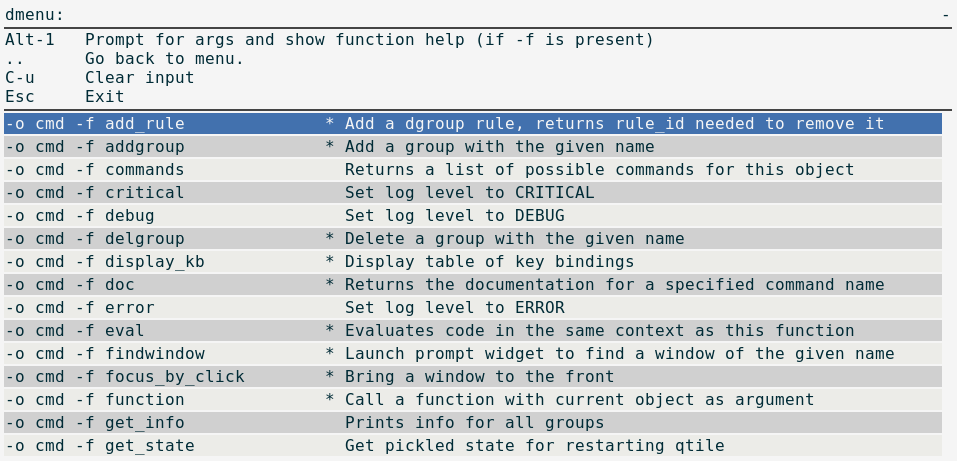 dmenu: -
Alt-1   Prompt for args and show function help (if -f is present)
..      Go back to menu.
C-u     Clear input
Esc     Exit
-o cmd -f add_rule              * Add a dgroup rule, returns rule_id needed to remove it
-o cmd -f addgroup              * Add a group with the given name
-o cmd -f commands                Returns a list of possible commands for this object
-o cmd -f critical                Set log level to CRITICAL
-o cmd -f debug                   Set log level to DEBUG
-o cmd -f delgroup              * Delete a group with the given name
-o cmd -f display_kb            * Display table of key bindings
-o cmd -f doc                   * Returns the documentation for a specified command name
-o cmd -f error                   Set log level to ERROR
-o cmd -f eval                  * Evaluates code in the same context as this function
-o cmd -f findwindow            * Launch prompt widget to find a window of the given name
-o cmd -f focus_by_click        * Bring a window to the front
-o cmd -f function              * Call a function with current object as argument
-o cmd -f get_info                Prints info for all groups
-o cmd -f get_state               Get pickled state for restarting qtile